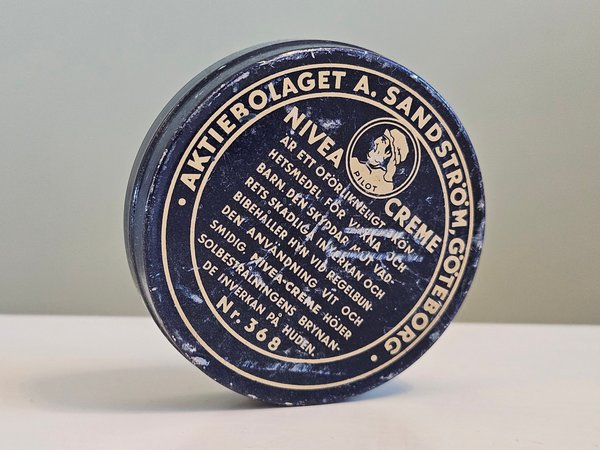 AKTIEBOLAGET A. SANDSTRÖM, GÖTEBORG
NIVEA CREME
PILOT
ÄR ETT OFÖRLIKNELIGT SKÖN-
HETSMEDEL FÖR VUXNA OCH
BARN. DEN SKYDDAR MOT VÄD-
RETS SKADLIGA INVERKAN OCH
BIBEHÅLLER HYN VID REGELBUN-
DEN ANVÄNDNING VIT OCH
SMIDIG. NIVEA-CREME HÖJER
SOLBESTRÅLNINGENS BRYNAN-
DE INVERKAN PÅ HUDEN.
Nr. 368